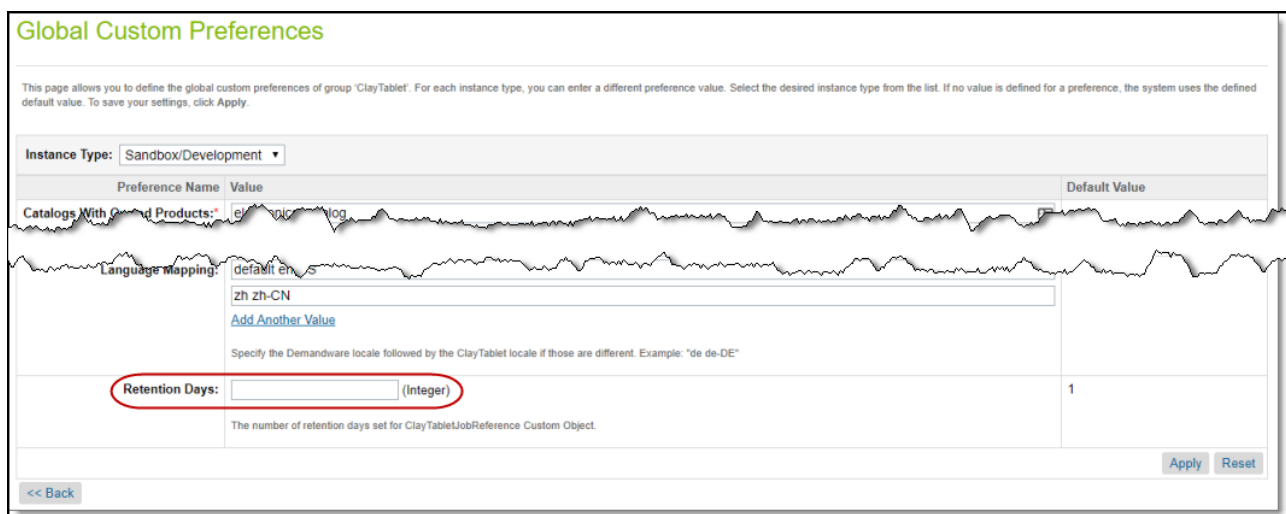 Global Custom Preferences
This page allows you to define the global custom preferences of group 'ClayTablet'. For each instance type, you can enter a different preference value. Select the desired instance type from the list. If no value is defined for a preference, the system uses the defined
default value. To save your settings, click Apply.
Instance Type: Sandbox/Development
Preference Name Value Default Value
Catalogs With Products:*
Language Mapping: default
zh zh-CN
Add Another Value
Specify the Demandware locale followed by the ClayTablet locale if those are different. Example: "de de-DE"
Retention Days: (Integer) 1
The number of retention days set for ClayTabletJobReference Custom Object.
Apply Reset
<< Back